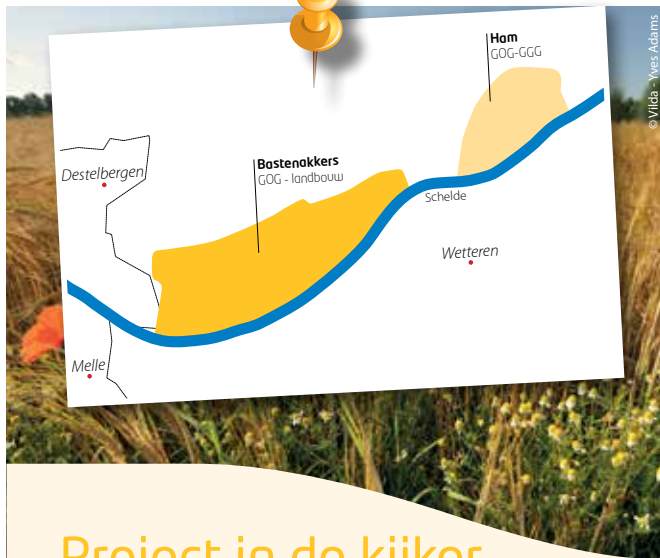 © Vilda - Yves Adams
Ham
GOG-GGG
Bastenakkers
GOG - landbouw
Destelbergen
Schelde
Wetteren
Melle
Project in de kijker